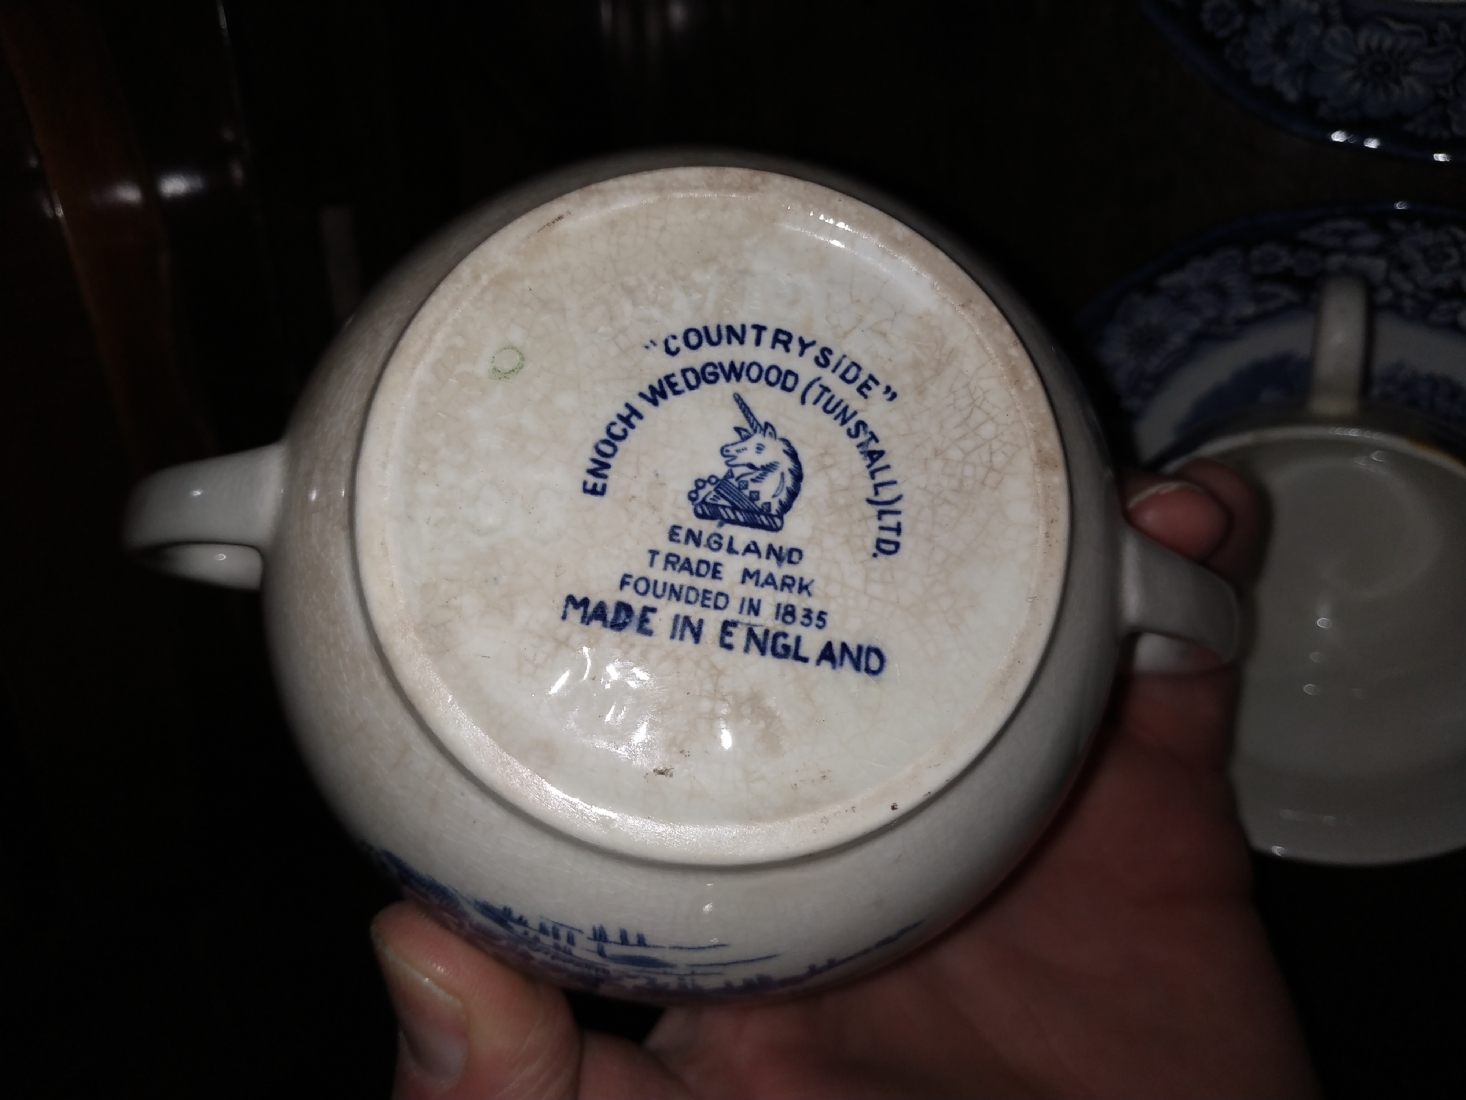 "COUNTRYSIDE"
ENOCH WEDGWOOD (TUNSTALL) LTD.
ENGLAND
TRADE MARK
FOUNDED IN 1835
MADE IN ENGLAND